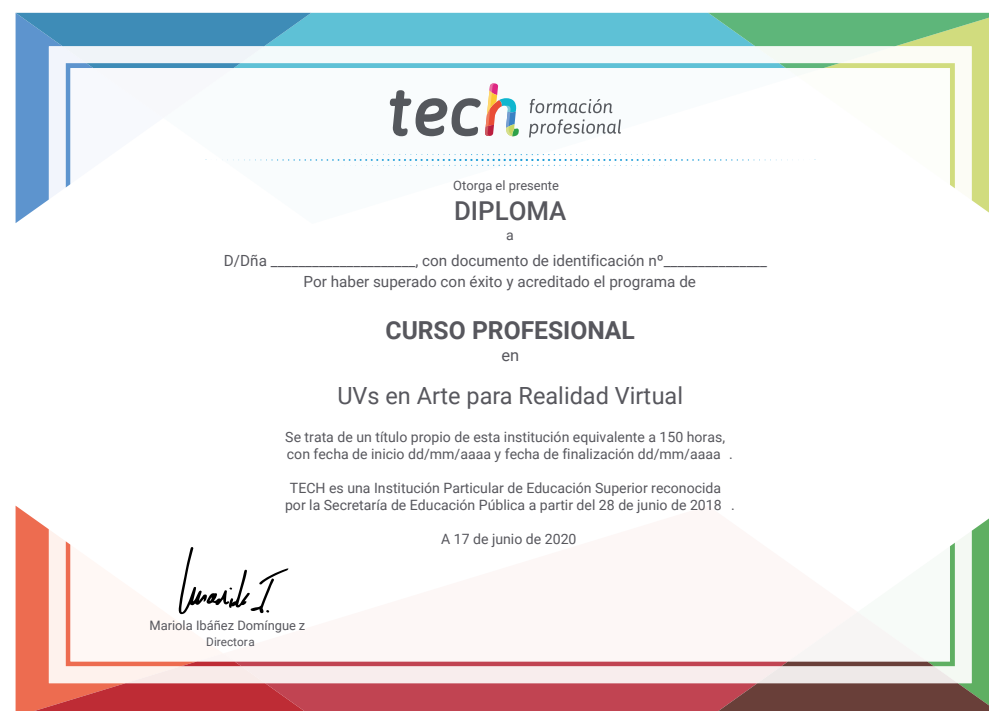 tech formación
profesional
Otorga el presente
DIPLOMA
a
D/Dña ____________________, con documento de identificación nº______________
Por haber superado con éxito y acreditado el programa de
CURSO PROFESIONAL
en
UVs en Arte para Realidad Virtual
Se trata de un título propio de esta institución equivalente a 150 horas,
con fecha de inicio dd/mm/aaaa y fecha de finalización dd/mm/aaaa .
TECH es una Institución Particular de Educación Superior reconocida
por la Secretaría de Educación Pública a partir del 28 de junio de 2018 .
A 17 de junio de 2020
Mariola Ibáñez Domíngue z
Directora